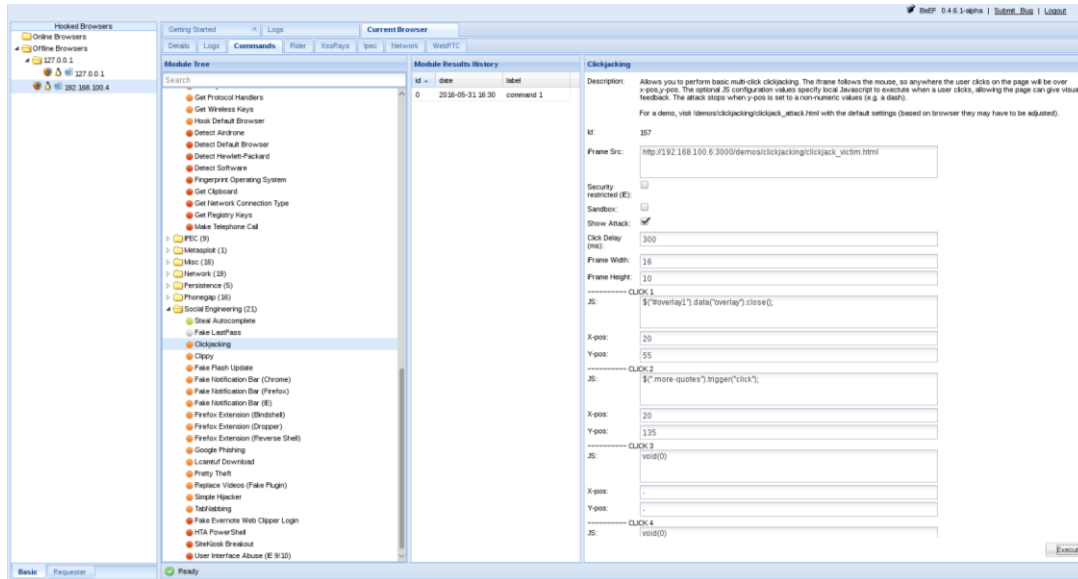 BeEF 0.4.6.1-alpha | Submit Bug | Logout
Hooked Browsers
Online Browsers
Offline Browsers
127.0.0.1
127.0.0.1
192.168.100.4
Basic Requester
Getting Started Logs Current Browser
Details Logs Commands Rider XssRays Ipec Network WebRTC
Module Tree
Search
Get Protocol Handlers
Get Wireless Keys
Hook Default Browser
Detect Airdrone
Detect Default Browser
Detect Hewlett-Packard
Detect Software
Fingerprint Operating System
Get Clipboard
Get Network Connection Type
Get Registry Keys
Make Telephone Call
IPEC (9)
Metasploit (1)
Misc (16)
Network (19)
Persistence (5)
Phonegap (16)
Social Engineering (21)
Steal Autocomplete
Fake LastPass
Clickjacking
Clippy
Fake Flash Update
Fake Notification Bar (Chrome)
Fake Notification Bar (Firefox)
Fake Notification Bar (IE)
Firefox Extension (Bindshell)
Firefox Extension (Dropper)
Firefox Extension (Reverse Shell)
Google Phishing
Lcamtuf Download
Pretty Theft
Replace Videos (Fake Plugin)
Simple Hijacker
TabNabbing
Fake Evernote Web Clipper Login
HTA PowerShell
SiteKiosk Breakout
User Interface Abuse (IE 9/10)
Ready
Module Results History
id date label
0 2016-05-31 16:30 command 1
Clickjacking
Description: Allows you to perform basic multi-click clickjacking. The iframe follows the mouse, so anywhere the user clicks on the page will be over
x-pos,y-pos. The optional JS configuration values specify local Javascript to exectute when a user clicks, allowing the page can give visua
feedback. The attack stops when y-pos is set to a non-numeric values (e.g. a dash).
For a demo, visit /demos/clickjacking/clickjack_attack.html with the default settings (based on browser they may have to be adjusted).
Id: 157
iFrame Src: http://192.168.100.6:3000/demos/clickjacking/clickjack_victim.html
Security
restricted (IE):
Sandbox:
Show Attack:
Click Delay
(ms): 300
iFrame Width: 16
iFrame Height: 10
---------- CLICK 1
JS: $("#overlay1").data("overlay").close();
X-pos: 20
Y-pos: 55
---------- CLICK 2
JS: $(".more-quotes").trigger("click");
X-pos: 20
Y-pos: 135
---------- CLICK 3
JS: void(0)
X-pos: -
Y-pos: -
---------- CLICK 4
JS: void(0)
Execut